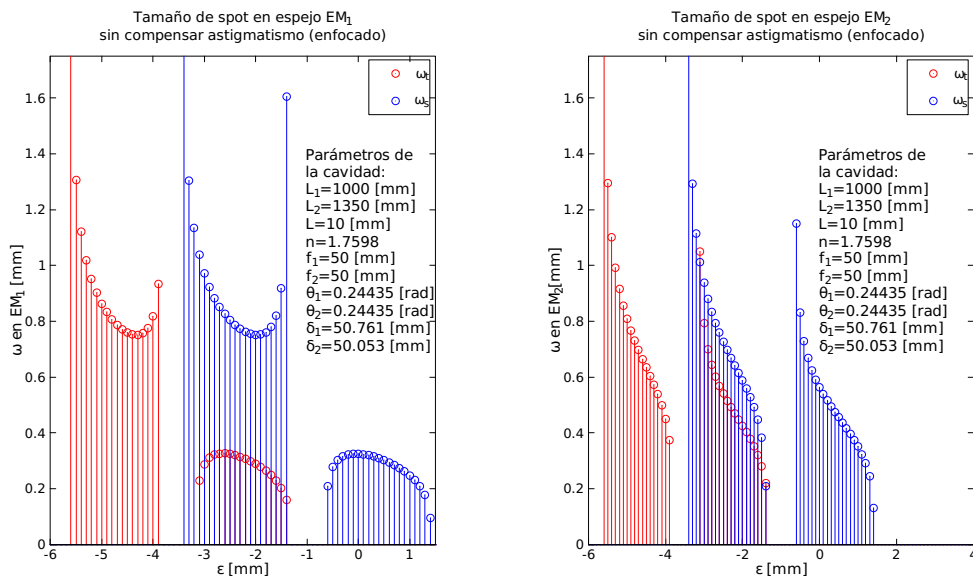 Tamaño de spot en espejo EM₁
sin compensar astigmatismo (enfocado)
ω_t
ω_s
Parámetros de
la cavidad:
L₁=1000 [mm]
L₂=1350 [mm]
L=10 [mm]
n=1.7598
f₁=50 [mm]
f₂=50 [mm]
θ₁=0.24435 [rad]
θ₂=0.24435 [rad]
δ₁=50.761 [mm]
δ₂=50.053 [mm]
ω en EM₁ [mm]
1.6
1.4
1.2
1
0.8
0.6
0.4
0.2
0
-6 -5 -4 -3 -2 -1 0 1
ε [mm]
Tamaño de spot en espejo EM₂
sin compensar astigmatismo (enfocado)
ω_t
ω_s
Parámetros de
la cavidad:
L₁=1000 [mm]
L₂=1350 [mm]
L=10 [mm]
n=1.7598
f₁=50 [mm]
f₂=50 [mm]
θ₁=0.24435 [rad]
θ₂=0.24435 [rad]
δ₁=50.761 [mm]
δ₂=50.053 [mm]
ω en EM₂[mm]
1.6
1.4
1.2
1
0.8
0.6
0.4
0.2
0
-6 -4 -2 0 2 4
ε [mm]